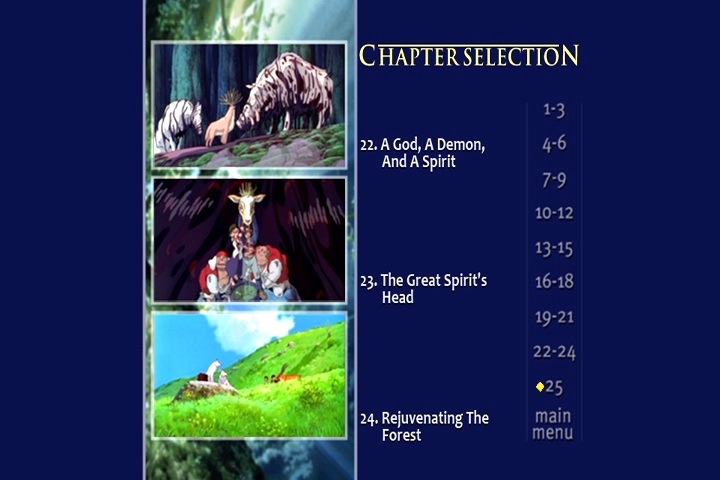 CHAPTER SELECTION
22. A God, A Demon,
And A Spirit
23. The Great Spirit's
Head
24. Rejuvenating The
Forest
1-3
4-6
7-9
10-12
13-15
16-18
19-21
22-24
25
main
menu